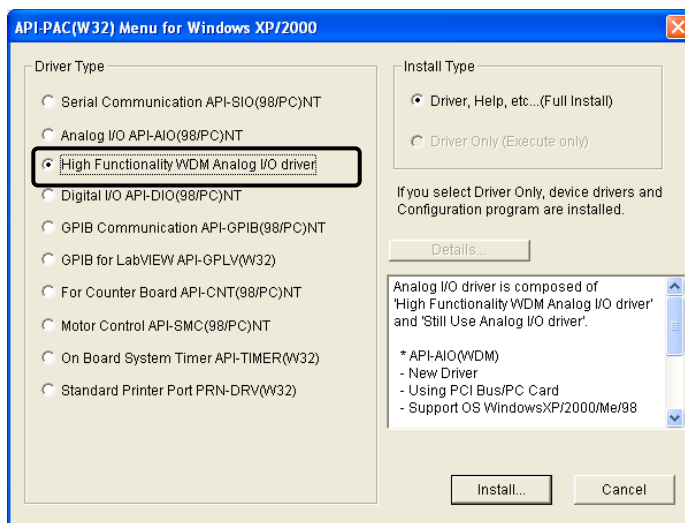 API-PAC(W32) Menu for Windows XP/2000
Driver Type
Serial Communication API-SIO(98/PC)NT
Analog I/O API-AIO(98/PC)NT
High Functionality WDM Analog I/O driver
Digital I/O API-DIO(98/PC)NT
GPIB Communication API-GPIB(98/PC)NT
GPIB for LabVIEW API-GPLV(W32)
For Counter Board API-CNT(98/PC)NT
Motor Control API-SMC(98/PC)NT
On Board System Timer API-TIMER(W32)
Standard Printer Port PRN-DRV(W32)
Install Type
Driver, Help, etc...(Full Install)
Driver Only (Execute only)
If you select Driver Only, device drivers and
Configuration program are installed.
Details...
Analog I/O driver is composed of
'High Functionality WDM Analog I/O driver'
and 'Still Use Analog I/O driver'.
* API-AIO(WDM)
- New Driver
- Using PCI Bus/PC Card
- Support OS WindowsXP/2000/Me/98
Install...
Cancel